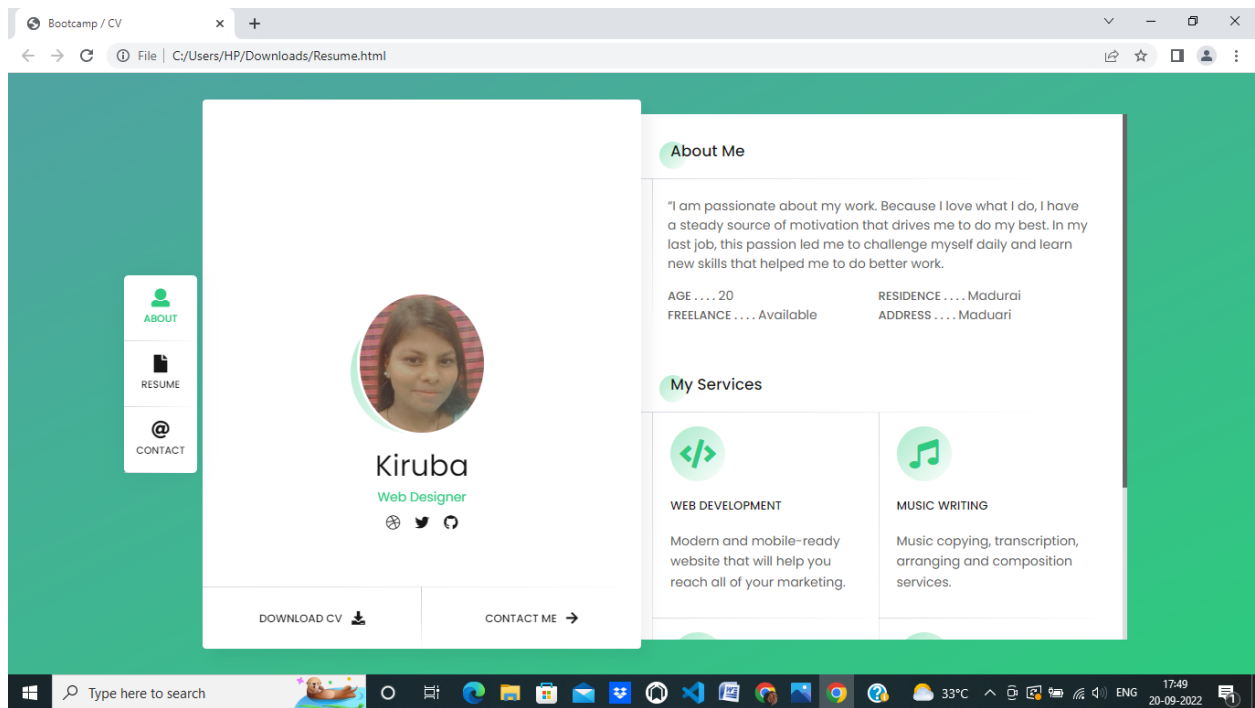 Bootcamp / CV
File | C:/Users/HP/Downloads/Resume.html
ABOUT
RESUME
CONTACT
Kiruba
Web Designer
DOWNLOAD CV
CONTACT ME
About Me
“I am passionate about my work. Because I love what I do, I have
a steady source of motivation that drives me to do my best. In my
last job, this passion led me to challenge myself daily and learn
new skills that helped me to do better work.
AGE . . . . 20
RESIDENCE . . . . Madurai
FREELANCE . . . . Available
ADDRESS . . . . Maduari
My Services
WEB DEVELOPMENT
Modern and mobile-ready
website that will help you
reach all of your marketing.
MUSIC WRITING
Music copying, transcription,
arranging and composition
services.
Type here to search
33°C
ENG
17:49
20-09-2022
1